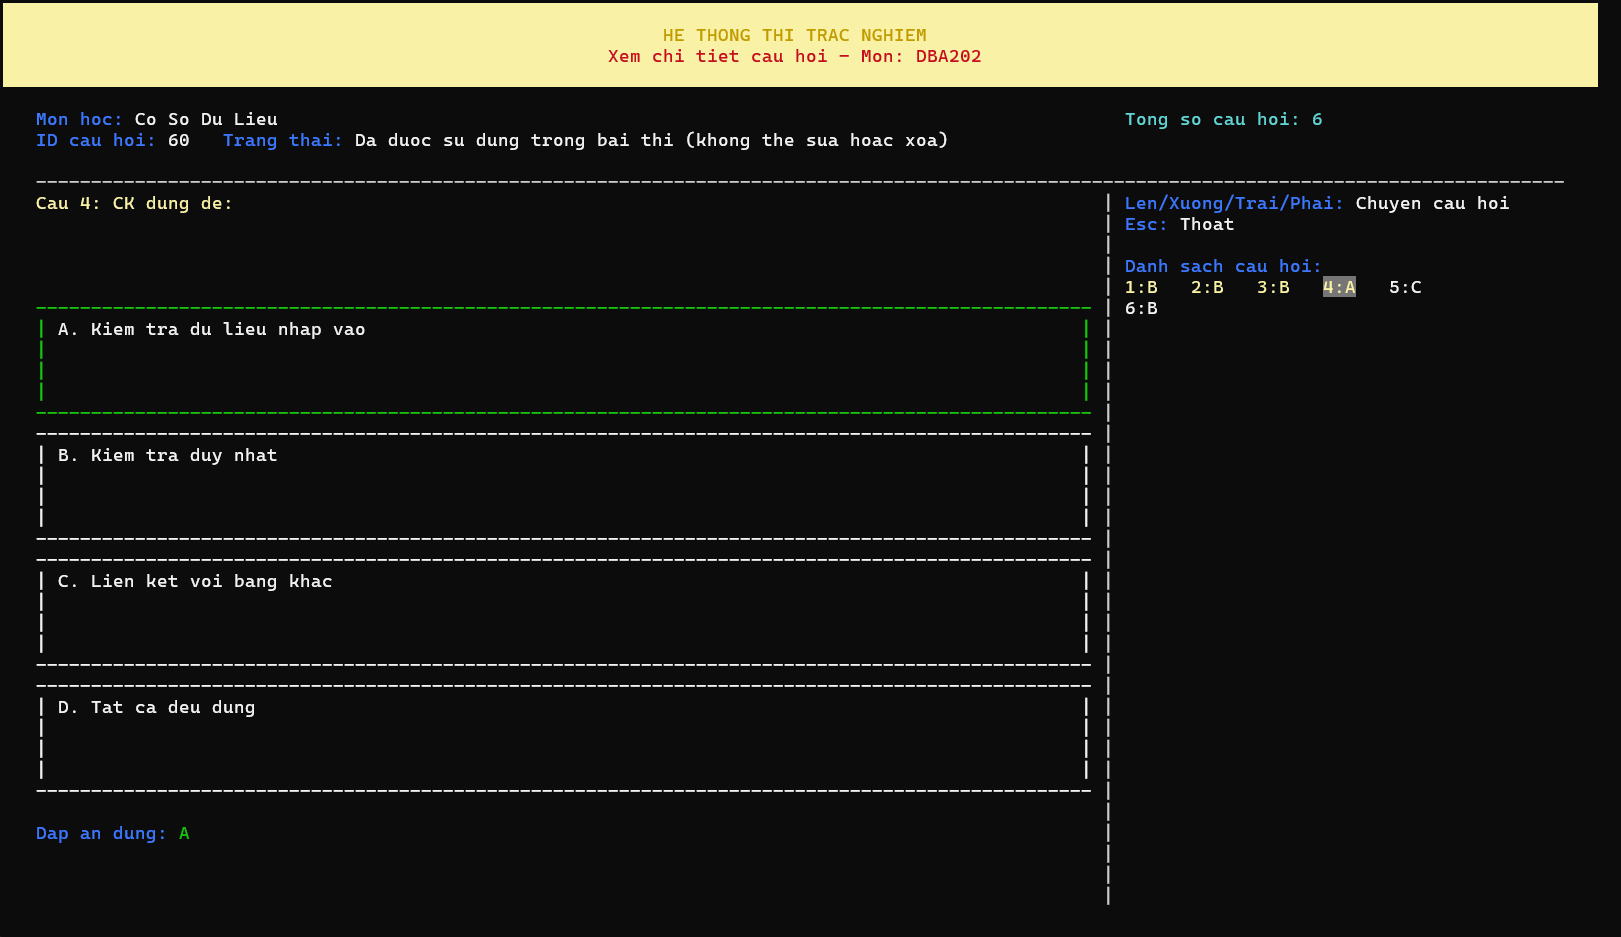 HE THONG THI TRAC NGHIEM
Xem chi tiet cau hoi - Mon: DBA202
Mon hoc: Co So Du Lieu
Tong so cau hoi: 6
ID cau hoi: 60 Trang thai: Da duoc su dung trong bai thi (khong the sua hoac xoa)
Cau 4: CK dung de:
A. Kiem tra du lieu nhap vao
B. Kiem tra duy nhat
C. Lien ket voi bang khac
D. Tat ca deu dung
Dap an dung: A
Len/Xuong/Trai/Phai: Chuyen cau hoi
Esc: Thoat
Danh sach cau hoi:
1:B 2:B 3:B 4:A 5:C
6:B